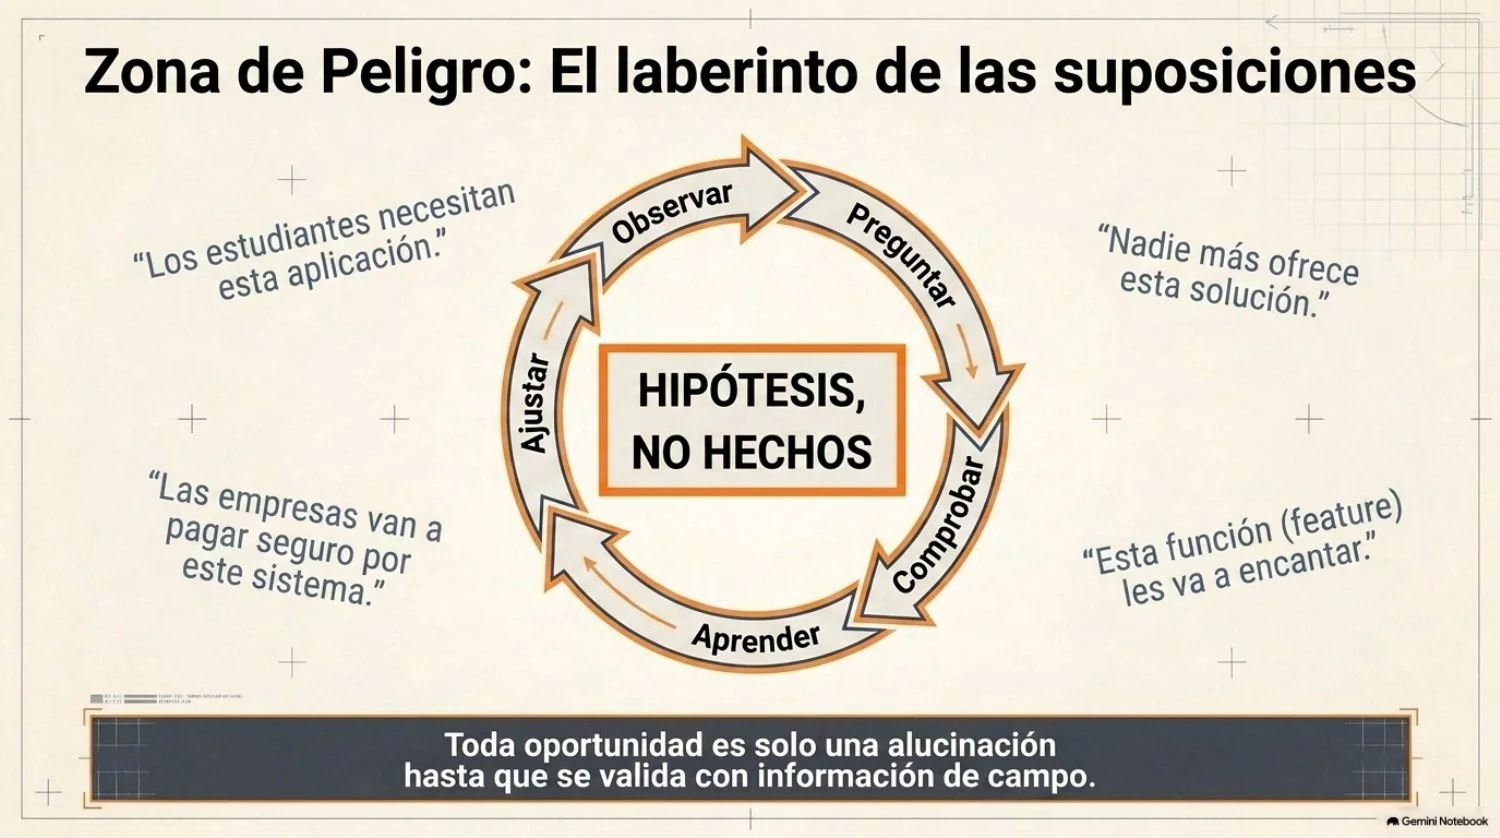 Zona de Peligro: El laberinto de las suposiciones
“Los estudiantes necesitan
esta aplicación.”
“Nadie más ofrece
esta solución.”
Observar
Preguntar
Comprobar
Aprender
Ajustar
HIPÓTESIS,
NO HECHOS
“Las empresas van a
pagar seguro por
este sistema.”
“Esta función (feature)
les va a encantar.”
Toda oportunidad es solo una alucinación
hasta que se valida con información de campo.
Gemini Notebook